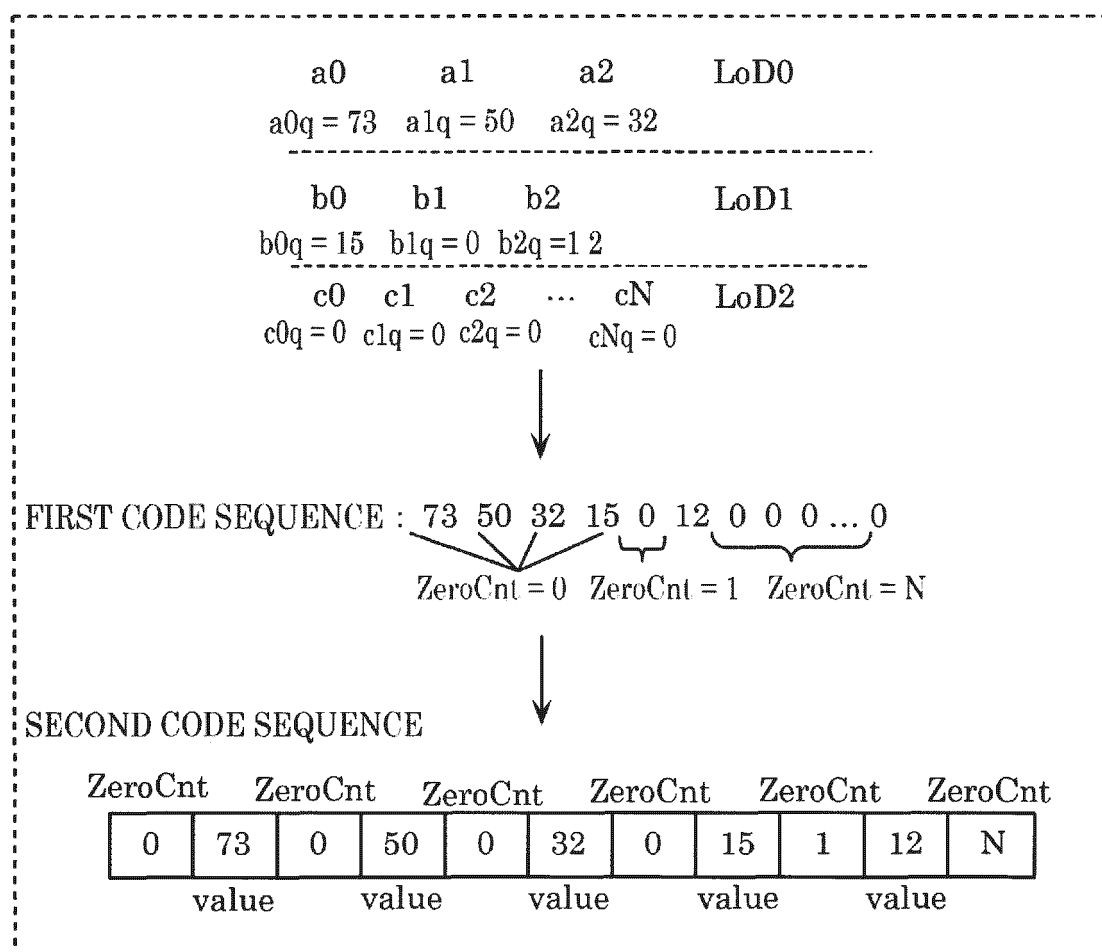 a0 a1 a2 LoD0
a0q = 73 a1q = 50 a2q = 32
b0 b1 b2 LoD1
b0q = 15 b1q = 0 b2q =1 2
c0 c1 c2 ... cN LoD2
c0q = 0 c1q = 0 c2q = 0 cNq = 0
FIRST CODE SEQUENCE : 73 50 32 15 0 12 0 0 0 ... 0
ZeroCnt = 0 ZeroCnt = 1 ZeroCnt = N
SECOND CODE SEQUENCE
ZeroCnt ZeroCnt ZeroCnt ZeroCnt ZeroCnt ZeroCnt
0 73 0 50 0 32 0 15 1 12 N
value value value value value